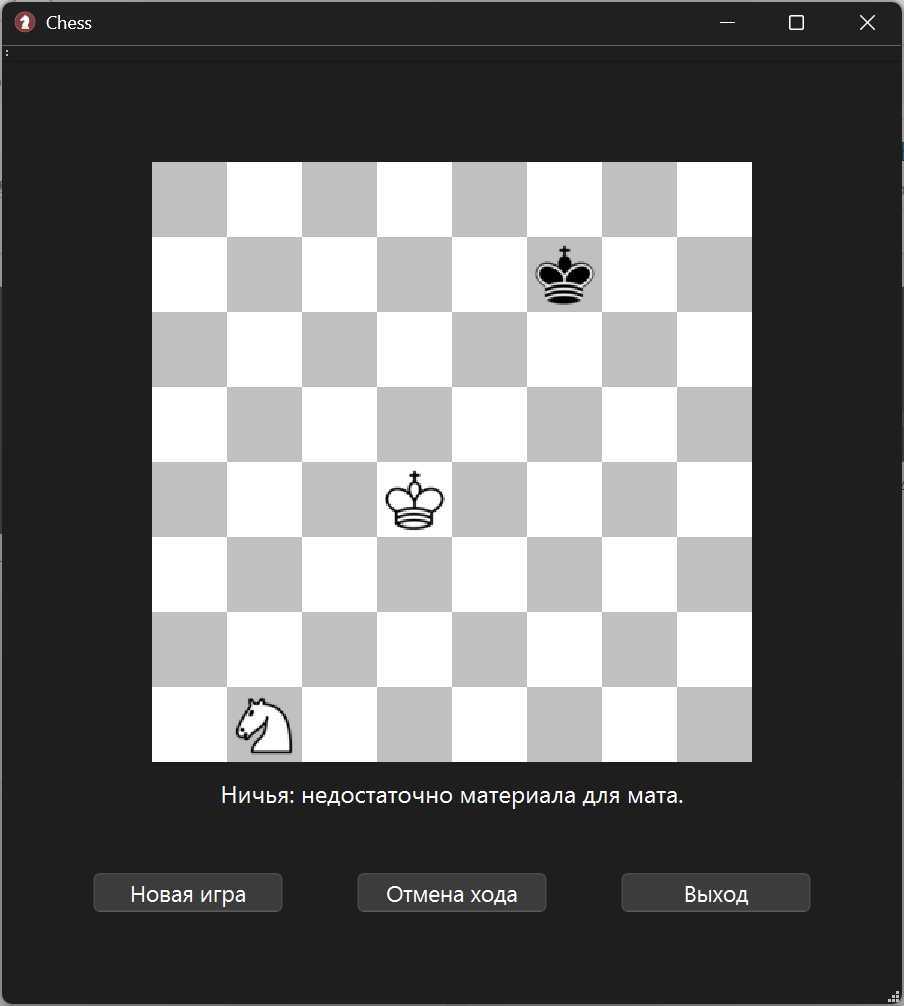 Chess
Ничья: недостаточно материала для мата.
Новая игра
Отмена хода
Выход